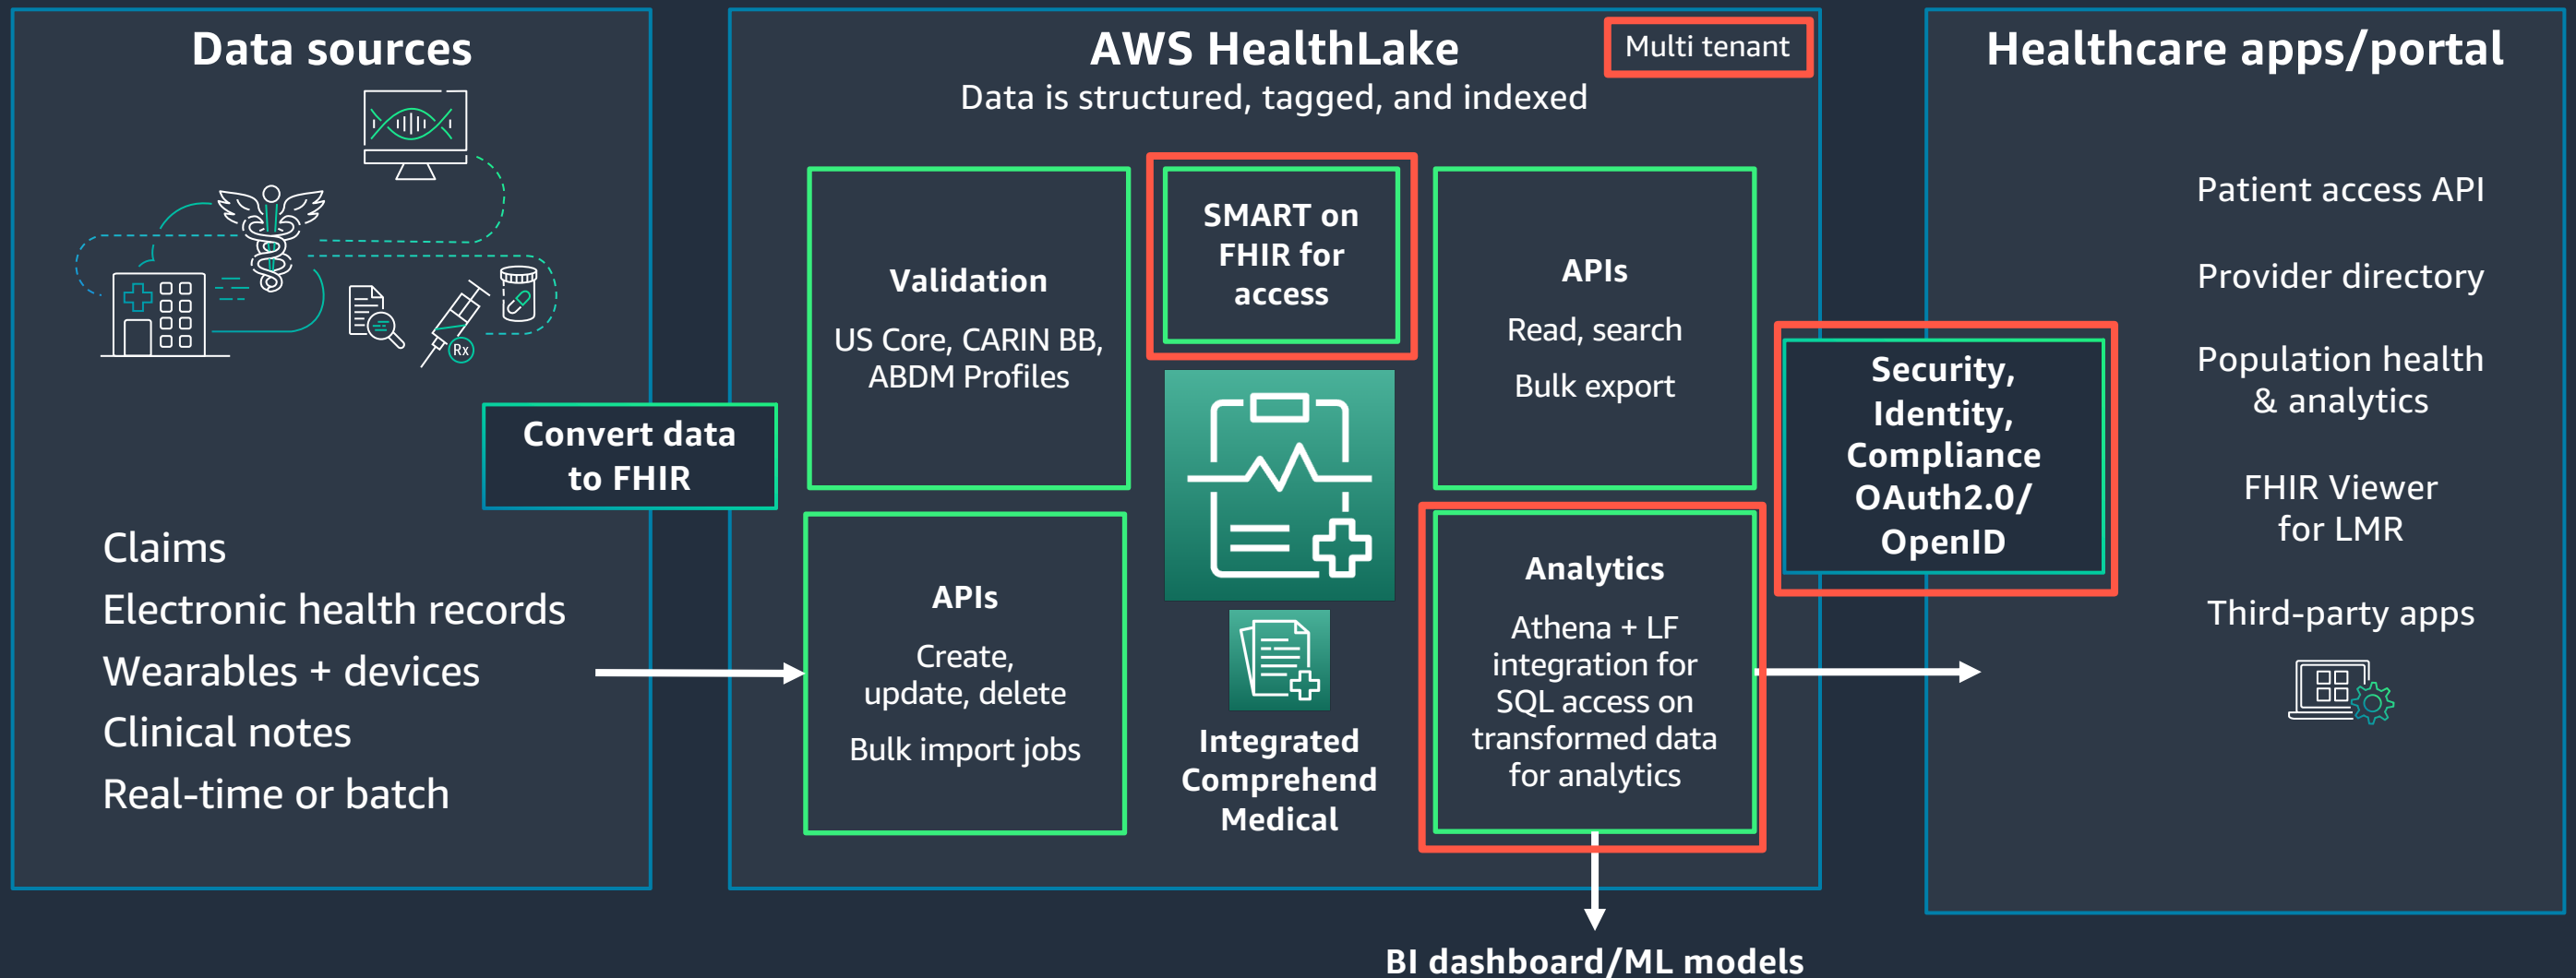 Data sources
Rx
Convert data
to FHIR
Claims
Electronic health records
Wearables + devices
Clinical notes
Real-time or batch
AWS HealthLake
Multi tenant
Data is structured, tagged, and indexed
Validation
US Core, CARIN BB,
ABDM Profiles
SMART on
FHIR for
access
APIs
Read, search
Bulk export
APIs
Create,
update, delete
Bulk import jobs
Integrated
Comprehend
Medical
Analytics
Athena + LF
integration for
SQL access on
transformed data
for analytics
BI dashboard/ML models
Security,
Identity,
Compliance
OAuth2.0/
OpenID
Healthcare apps/portal
Patient access API
Provider directory
Population health
& analytics
FHIR Viewer
for LMR
Third-party apps